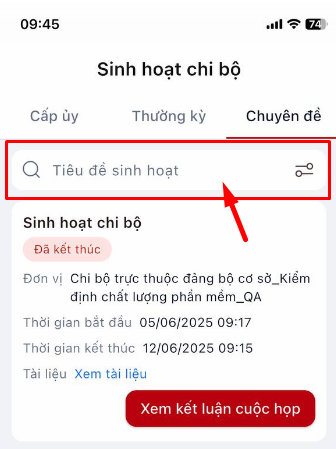 09:45
74
Sinh hoạt chi bộ
Cấp ủy Thường kỳ Chuyên đề
Tiêu đề sinh hoạt
Sinh hoạt chi bộ
Đã kết thúc
Đơn vị Chi bộ trực thuộc đảng bộ cơ sở_Kiểm
định chất lượng phần mềm_QA
Thời gian bắt đầu 05/06/2025 09:17
Thời gian kết thúc 12/06/2025 09:15
Tài liệu Xem tài liệu
Xem kết luận cuộc họp